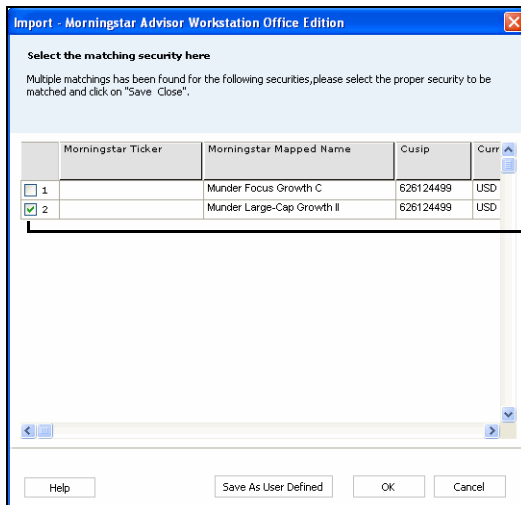 Import - Morningstar Advisor Workstation Office Edition
Select the matching security here
Multiple matchings has been found for the following securities,please select the proper security to be
matched and click on "Save Close".
Morningstar Ticker Morningstar Mapped Name Cusip Curr
1 Munder Focus Growth C 626124499 USD
2 Munder Large-Cap Growth II 626124499 USD
Help Save As User Defined OK Cancel